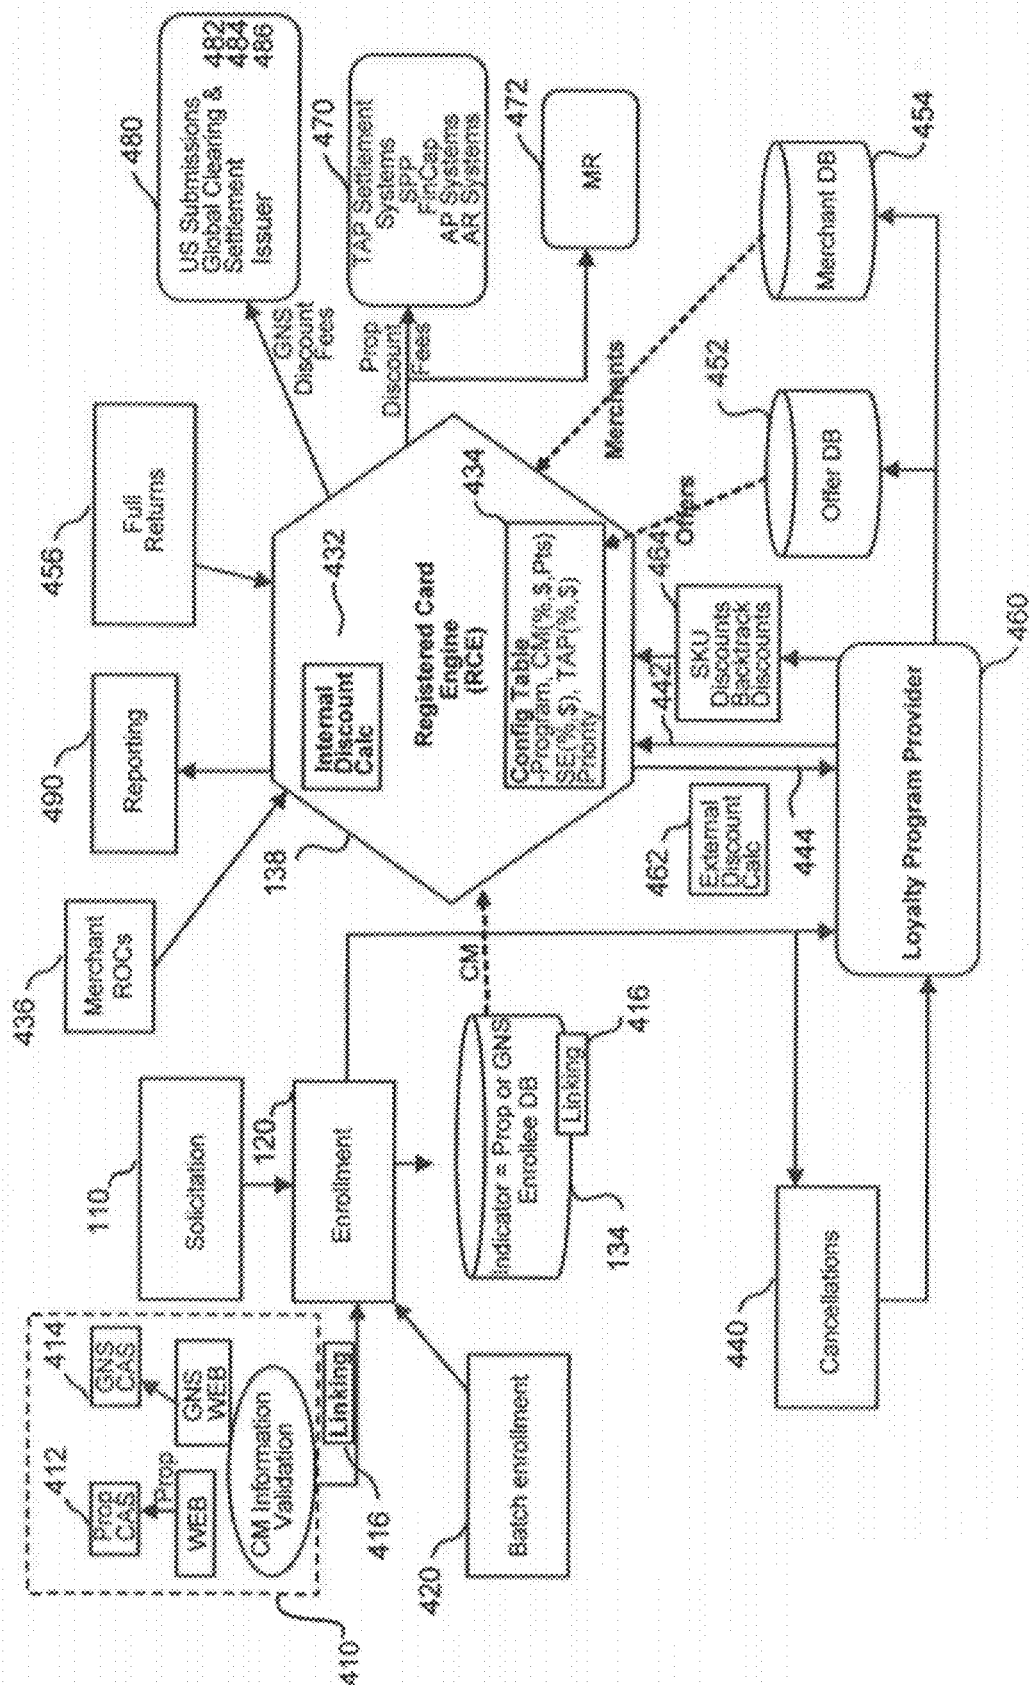 410
412
Prop
CAS
Prop
WEB
414
GNS
CAS
GNS
WEB
CM Information
Validation
Linking
416
420
Batch enrollment
110
Solicitation
120
Enrollment
Indicator = Prop or GNS
Enrollee DB
Linking
416
134
440
Cancellations
436
Merchant
ROCs
490
Reporting
456
Full
Returns
138
CM
Internal
Discount
Calc
432
Registered Card
Engine
(RCE)
434
Config Table
-Program, CM(%,$,Pts)
SE(%,$), TAP(%,$)
Priority
462
External
Discount
Calc
444
442
464
SKU
Discounts
Backtrack
Discounts
Loyalty Program Provider
460
GNS
Discount
Fees
480
US Submissions 482
Global Clearing & 484
Settlement 486
Issuer
Prop
Discount
Fees
470
TAP Settlement
Systems
FinCap
AP Systems
AR Systems
472
MR
Merchants
Offers
452
Offer DB
454
Merchant DB